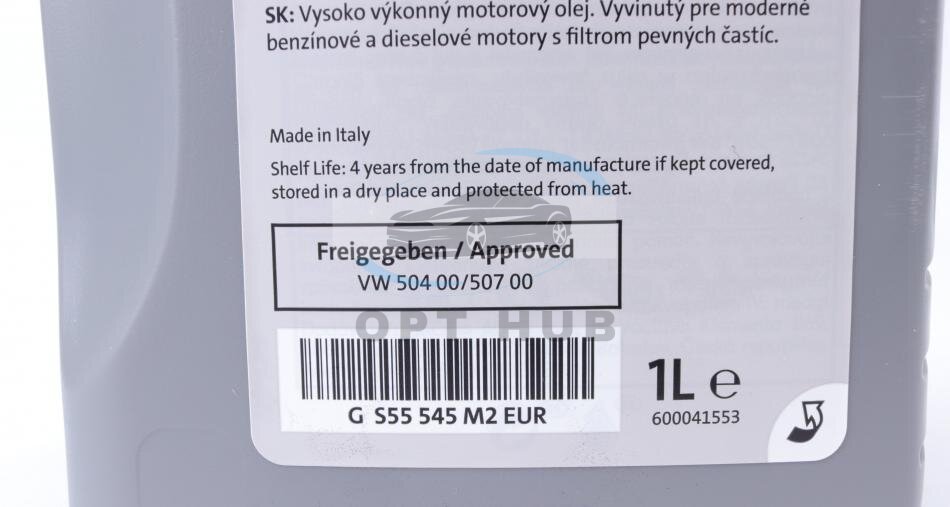 SK: Vysoko výkonný motorový olej. Vyvinutý pre moderné
benzínové a dieselové motory s filtrom pevných častíc.
Made in Italy
Shelf Life: 4 years from the date of manufacture if kept covered,
stored in a dry place and protected from heat.
Freigegeben / Approved
VW 504 00/507 00
OPT HUB
G S55 545 M2 EUR
1L ℮
600041553